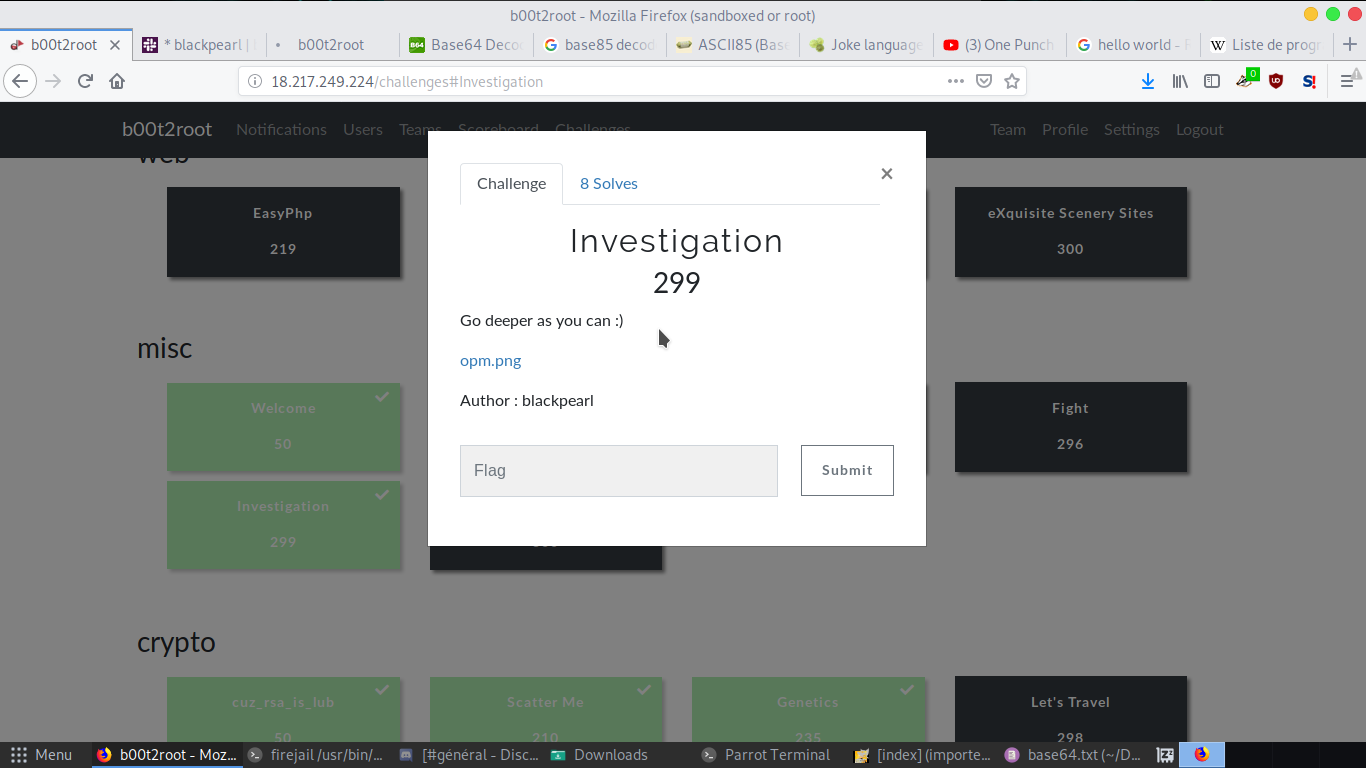 b00t2root - Mozilla Firefox (sandboxed or root)
b00t2root * blackpearl | b00t2root Base64 Deco base85 decod ASCII85 (Bas Joke language (3) One Punch hello world - Liste de prog
18.217.249.224/challenges#Investigation 0
b00t2root Notifications Users Teams Scoreboard Challenges Team Profile Settings Logout
web
Challenge 8 Solves ×
EasyPhp eXquisite Scenery Sites
219 300
Investigation
299
Go deeper as you can :)
opm.png
Author : blackpearl
Flag Submit
misc
Welcome Fight
50 296
Investigation
299
crypto
cuz_rsa_is_lub Scatter Me Genetics Let's Travel
50 210 235 298
Menu b00t2root - Moz... firejail /usr/bin/... [#général - Disc... Downloads Parrot Terminal [index] (importe... base64.txt (~/D...